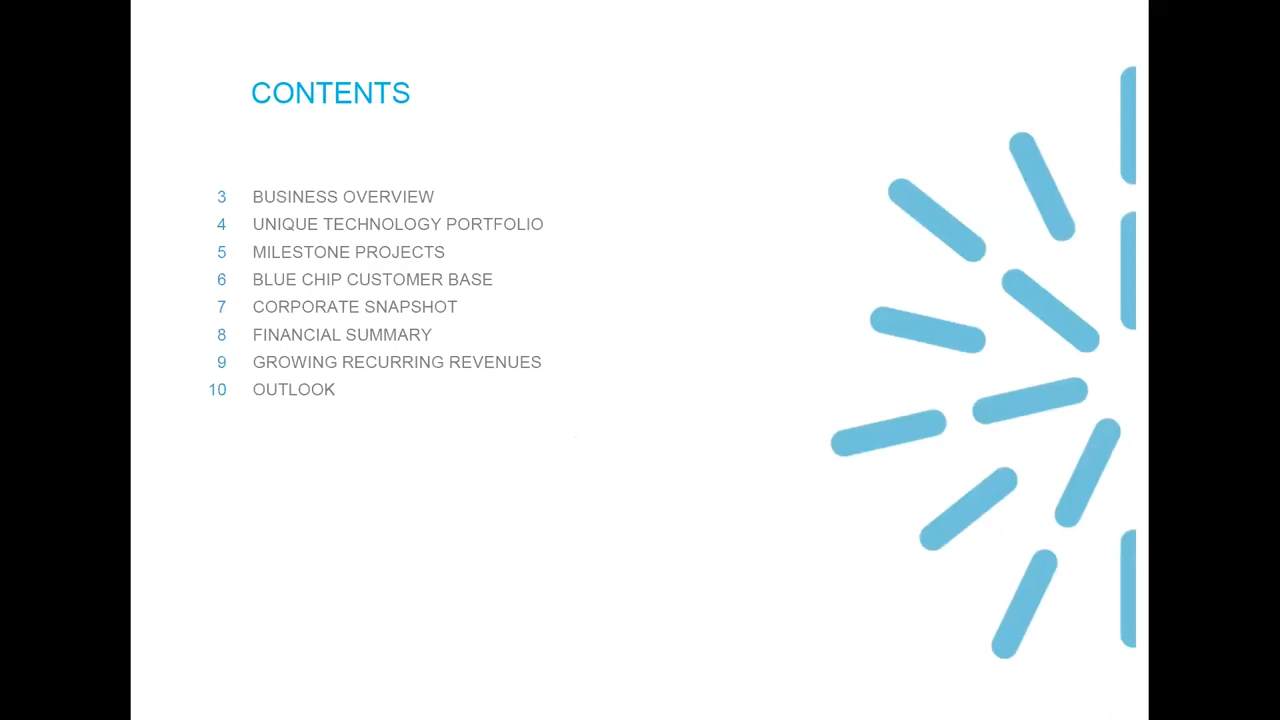 CONTENTS
3 BUSINESS OVERVIEW
4 UNIQUE TECHNOLOGY PORTFOLIO
5 MILESTONE PROJECTS
6 BLUE CHIP CUSTOMER BASE
7 CORPORATE SNAPSHOT
8 FINANCIAL SUMMARY
9 GROWING RECURRING REVENUES
10 OUTLOOK